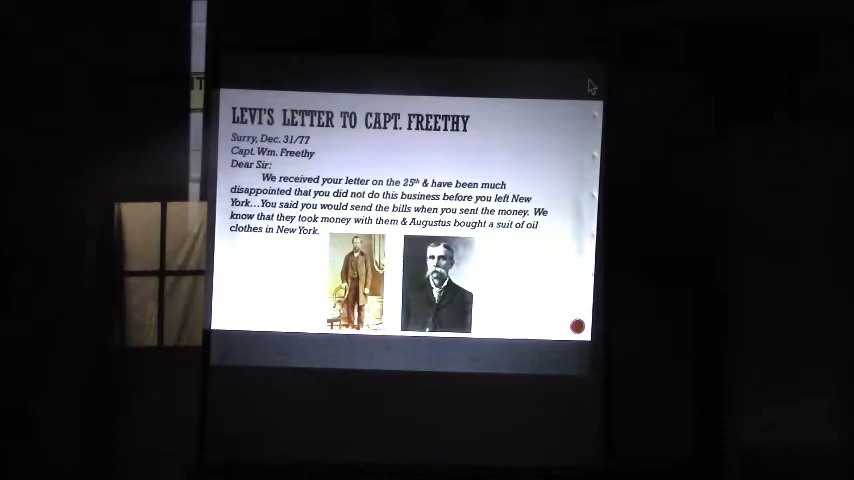 LEVI'S LETTER TO CAPT. FREETHY
Surry, Dec. 31/77
Capt. Wm. Freethy
Dear Sir:
We received your letter on the 25th & have been much
disappointed that you did not do this business before you left New
York...You said you would send the bills when you sent the money. We
know that they took money with them & Augustus bought a suit of oil
clothes in New York.